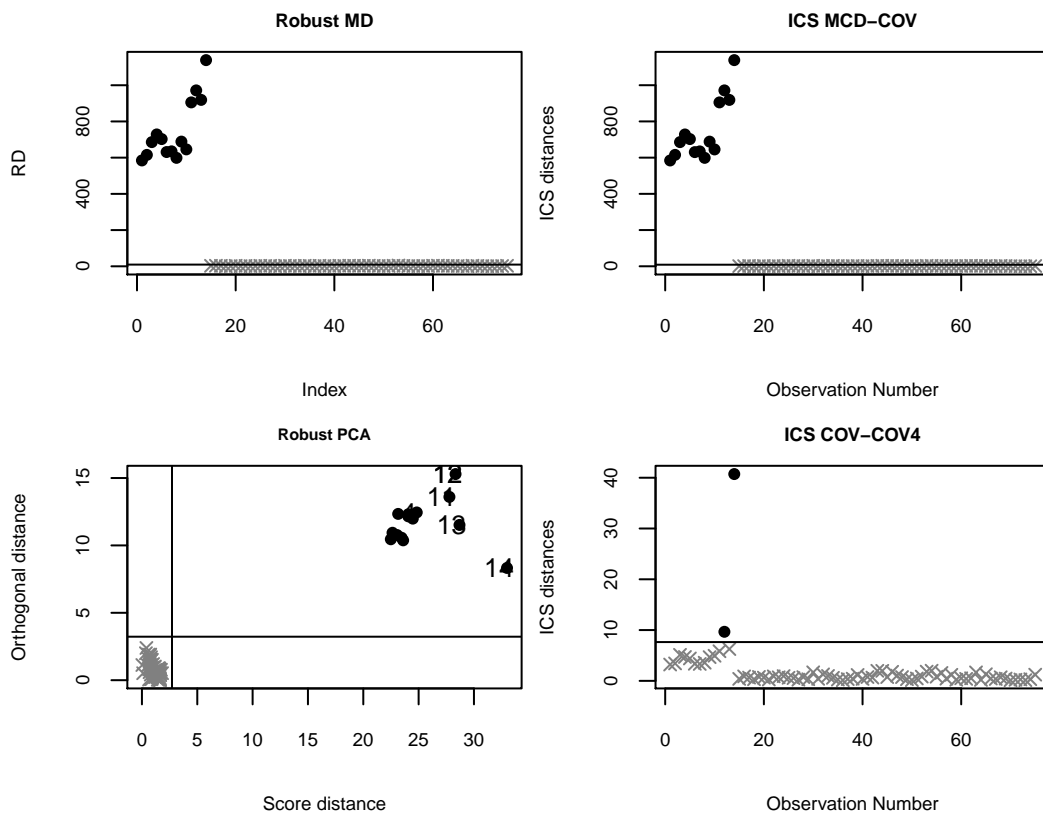 Robust MD
RD
0 400 800
0 20 40 60
Index
ICS MCD−COV
ICS distances
0 400 800
0 20 40 60
Observation Number
Robust PCA
Orthogonal distance
0 5 10 15
0 5 10 15 20 25 30
Score distance
12
11
13
14
ICS COV−COV4
ICS distances
0 10 20 30 40
0 20 40 60
Observation Number